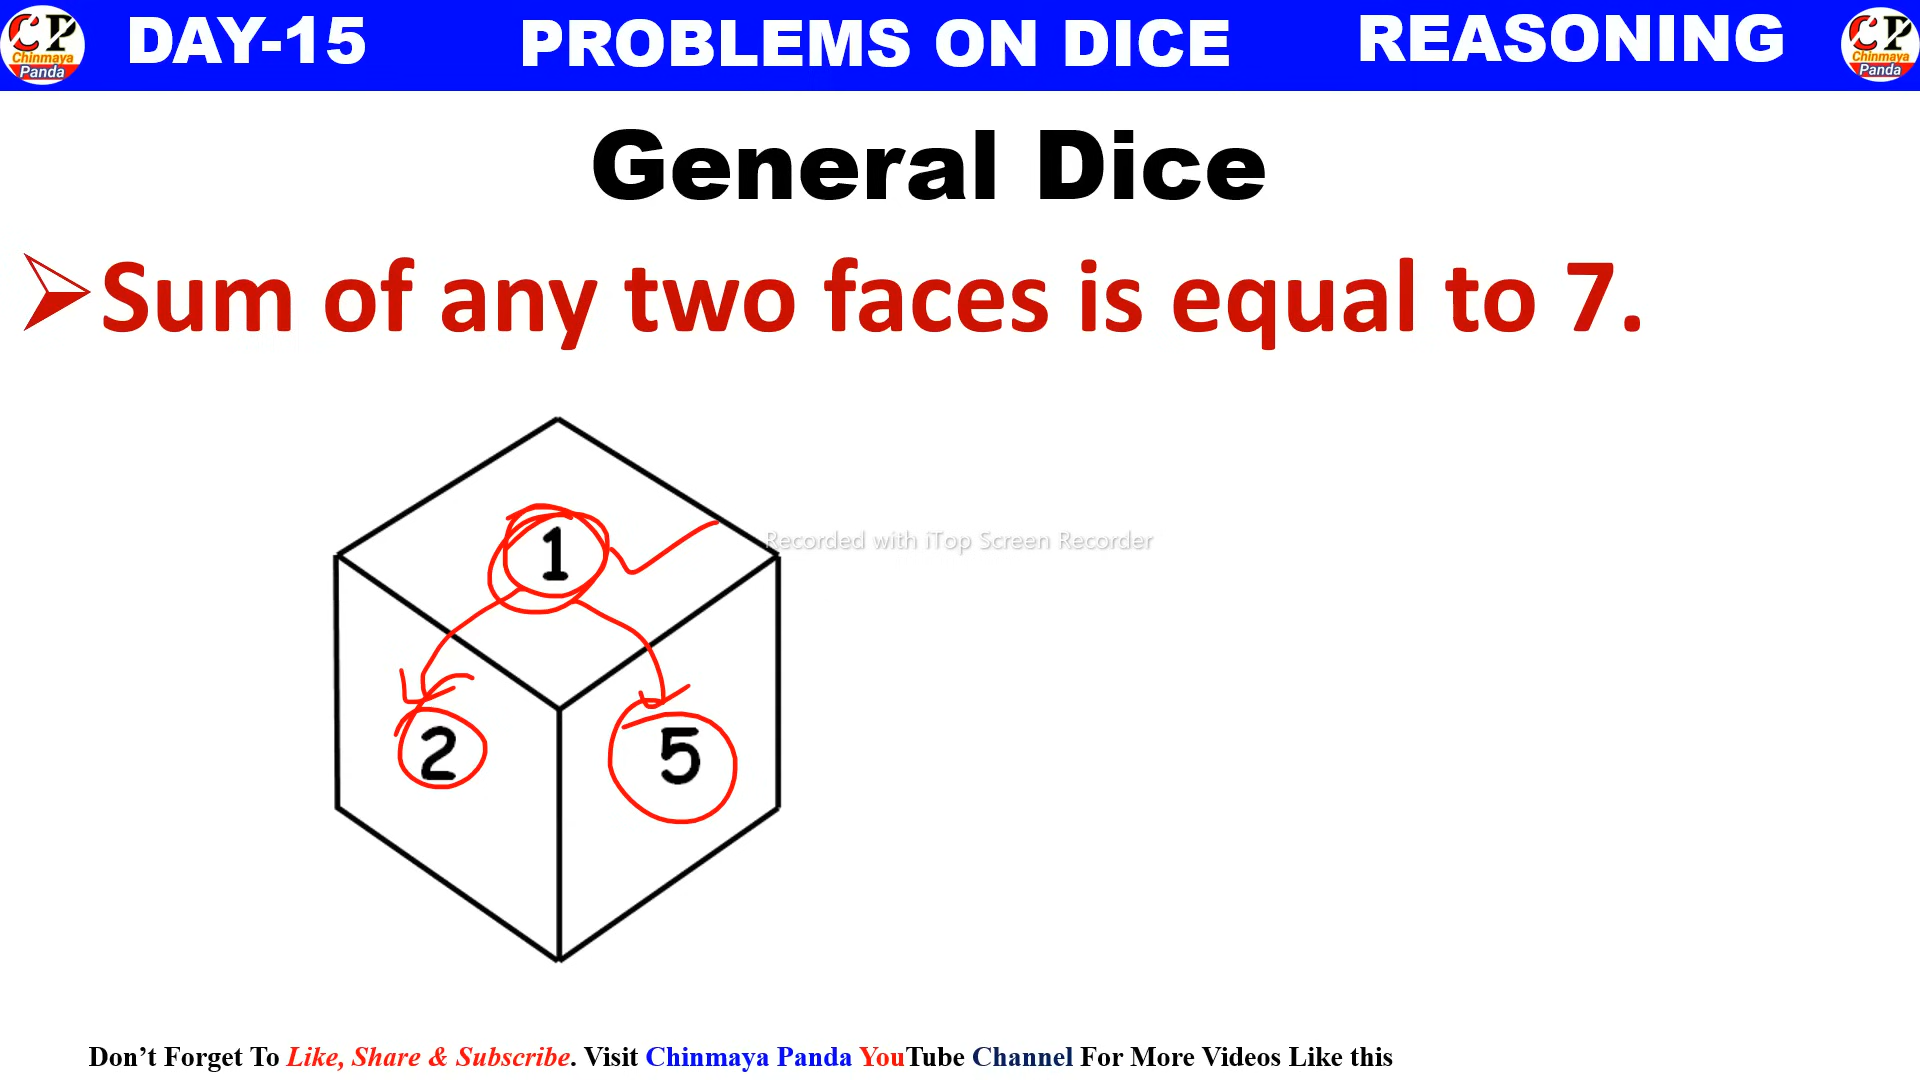 CP DAY-15 PROBLEMS ON DICE REASONING CP
Chinmaya Panda
Chinmaya Panda
General Dice
Sum of any two faces is equal to 7.
1
Recorded with iTop Screen Recorder
2 5
Don’t Forget To Like, Share & Subscribe. Visit Chinmaya Panda YouTube Channel For More Videos Like this